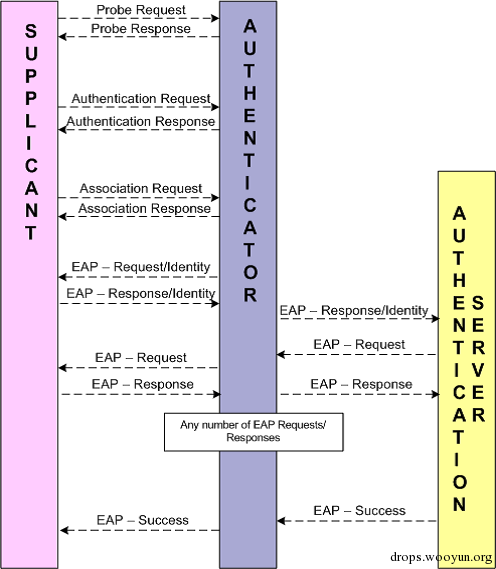 Probe Request
Probe Response
SUPPLICANT
AUTHENTICATOR
Authentication Request
Authentication Response
Association Request
Association Response
AUTHENTICATION
SERVER
EAP – Request/Identity
EAP – Response/Identity
EAP – Response/Identity
EAP – Request
EAP – Request
EAP – Response
EAP – Response
Any number of EAP Requests/
Responses
EAP – Success
EAP – Success
drops.wooyun.org